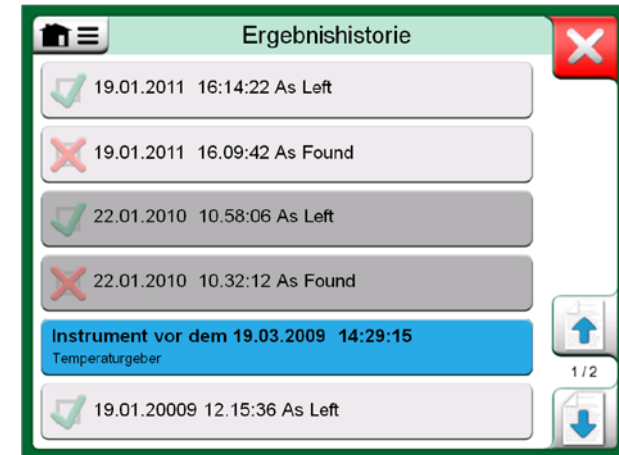 Ergebnishistorie
19.01.2011 16:14:22 As Left
19.01.2011 16.09:42 As Found
22.01.2010 10.58:06 As Left
22.01.2010 10.32:12 As Found
Instrument vor dem 19.03.2009 14:29:15
Temperaturgeber
1 / 2
19.01.20009 12.15:36 As Left